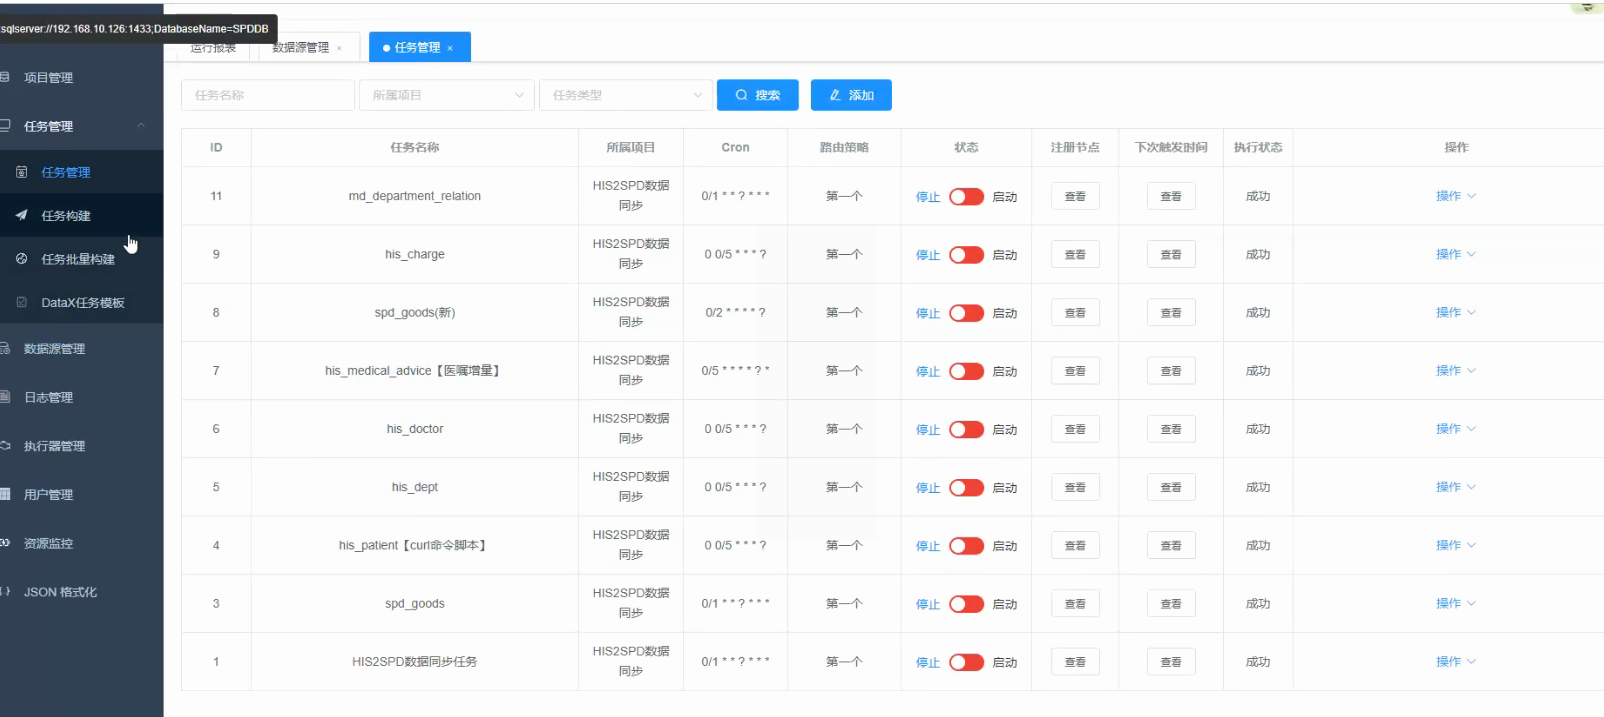 sqlserver://192.168.10.126:1433;DatabaseName=SPDDB
运行报表 数据源管理 × 任务管理 ×
项目管理
任务管理
任务管理
任务构建
任务批量构建
DataX任务模板
数据源管理
日志管理
执行器管理
用户管理
资源监控
JSON 格式化
任务名称 所属项目 任务类型 搜索 添加
ID 任务名称 所属项目 Cron 路由策略 状态 注册节点 下次触发时间 执行状态 操作
11 md_department_relation HIS2SPD数据同步 0/1 * * ? * * * 第一个 停止 启动 查看 查看 成功 操作
9 his_charge HIS2SPD数据同步 0 0/5 * * * ? 第一个 停止 启动 查看 查看 成功 操作
8 spd_goods(新) HIS2SPD数据同步 0/2 * * * * ? 第一个 停止 启动 查看 查看 成功 操作
7 his_medical_advice【医嘱增量】 HIS2SPD数据同步 0/5 * * * * ? * 第一个 停止 启动 查看 查看 成功 操作
6 his_doctor HIS2SPD数据同步 0 0/5 * * * ? 第一个 停止 启动 查看 查看 成功 操作
5 his_dept HIS2SPD数据同步 0 0/5 * * * ? 第一个 停止 启动 查看 查看 成功 操作
4 his_patient【curl命令脚本】 HIS2SPD数据同步 0 0/5 * * * ? 第一个 停止 启动 查看 查看 成功 操作
3 spd_goods HIS2SPD数据同步 0/1 * * ? * * * 第一个 停止 启动 查看 查看 成功 操作
1 HIS2SPD数据同步任务 HIS2SPD数据同步 0/1 * * ? * * * 第一个 停止 启动 查看 查看 成功 操作